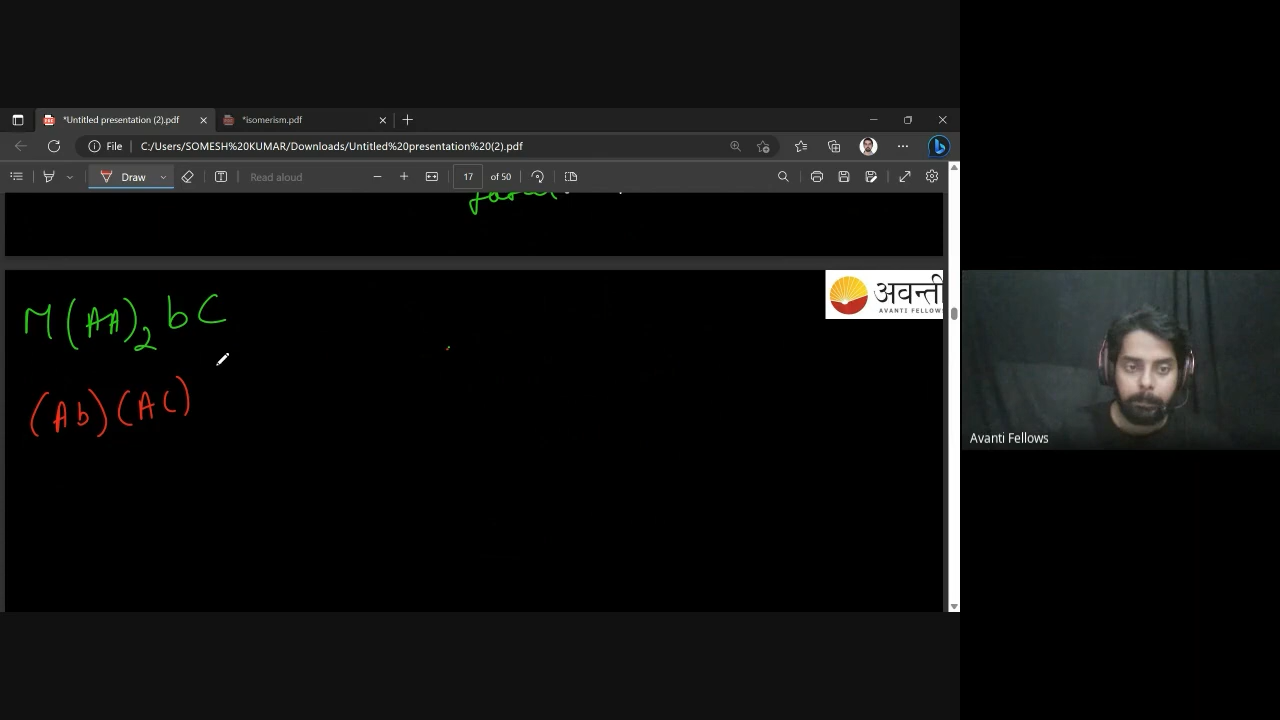 *Untitled presentation (2).pdf
*isomerism.pdf
File
C:/Users/SOMESH%20KUMAR/Downloads/Untitled%20presentation%20(2).pdf
Draw
Read aloud
17 of 50
अवन्ती
AVANTI FELLOW
M(AA)₂bC
(Ab)(AC)
Avanti Fellows